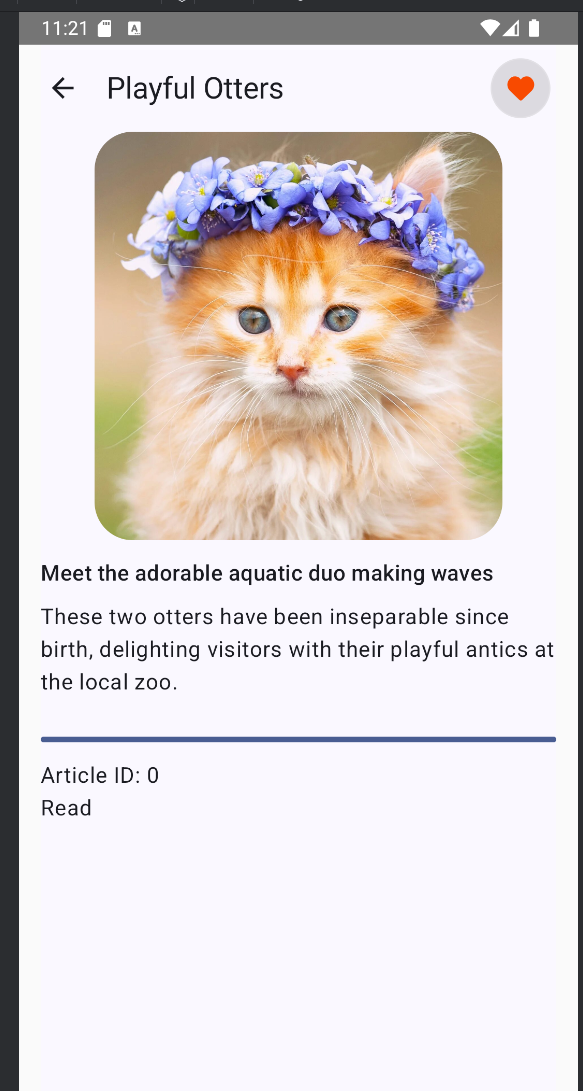 11:21 A
Playful Otters
Meet the adorable aquatic duo making waves
These two otters have been inseparable since
birth, delighting visitors with their playful antics at
the local zoo.
Article ID: 0
Read